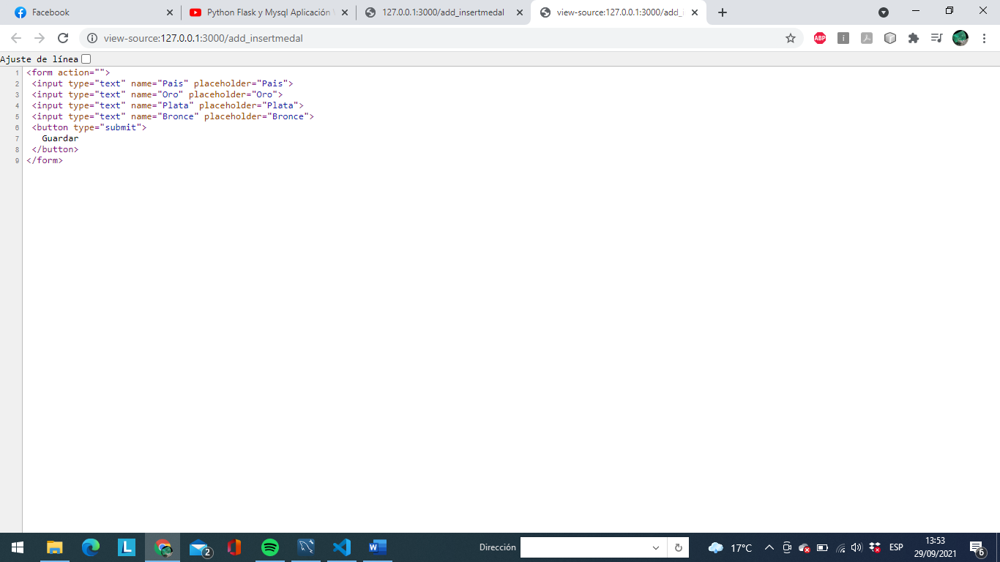 Facebook
Python Flask y Mysql Aplicación
127.0.0.1:3000/add_insertmedal
view-source:127.0.0.1:3000/add_i
view-source:127.0.0.1:3000/add_insertmedal
ABP
Ajuste de línea
1 <form action="">
2 <input type="text" name="Pais" placeholder="Pais">
3 <input type="text" name="Oro" placeholder="Oro">
4 <input type="text" name="Plata" placeholder="Plata">
5 <input type="text" name="Bronce" placeholder="Bronce">
6 <button type="submit">
7 Guardar
8 </button>
9 </form>
L
2
W
Dirección
17°C
ESP
13:53
29/09/2021
6